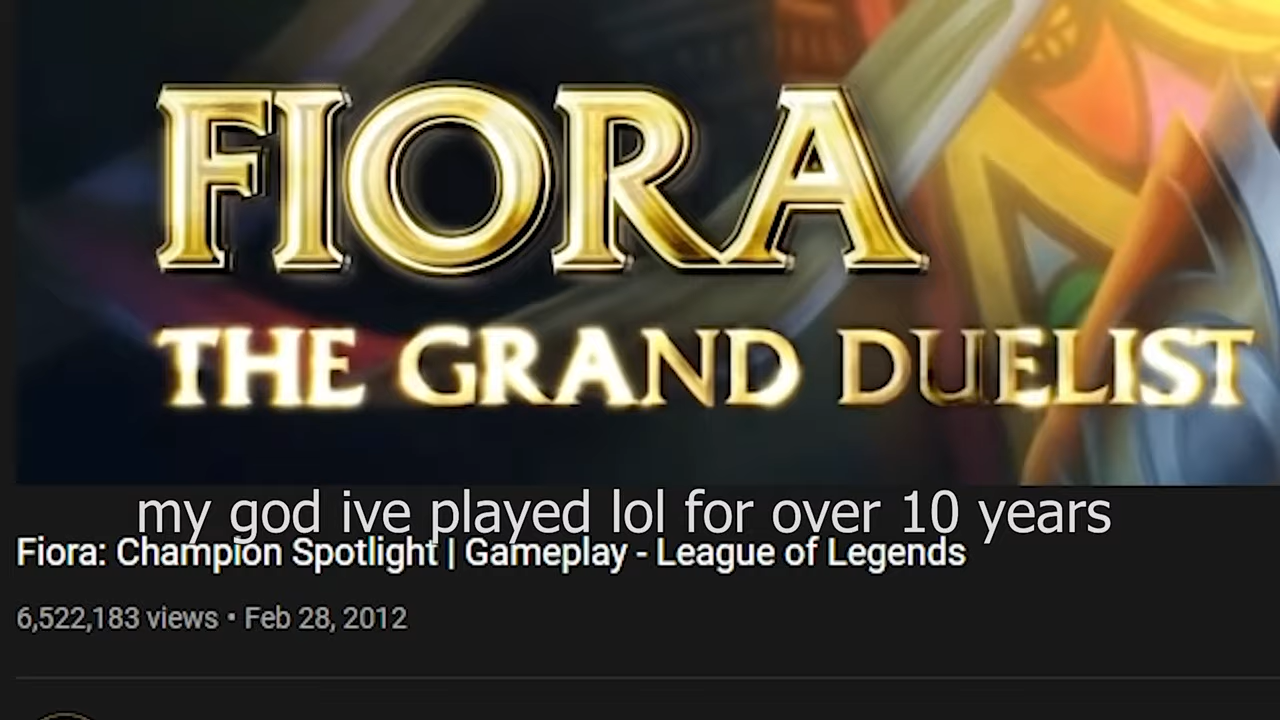 FIORA
THE GRAND DUELIST
my god ive played lol for over 10 years
Fiora: Champion Spotlight | Gameplay - League of Legends
6,522,183 views • Feb 28, 2012